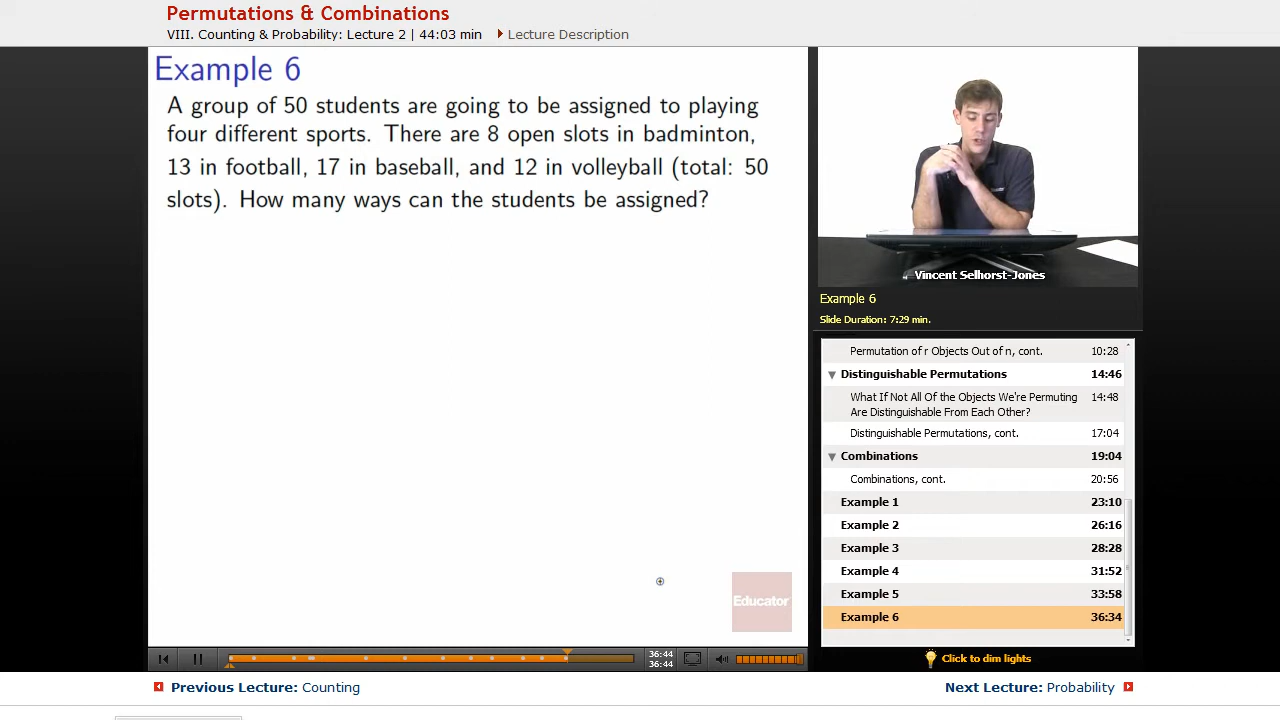 Permutations & Combinations
VIII. Counting & Probability: Lecture 2 | 44:03 min
Lecture Description
Example 6
A group of 50 students are going to be assigned to playing
four different sports. There are 8 open slots in badminton,
13 in football, 17 in baseball, and 12 in volleyball (total: 50
slots). How many ways can the students be assigned?
Educator
Vincent Selhorst-Jones
Example 6
Slide Duration: 7:29 min.
Permutation of r Objects Out of n, cont. 10:28
Distinguishable Permutations 14:46
What If Not All Of the Objects We're Permuting 14:48
Are Distinguishable From Each Other?
Distinguishable Permutations, cont. 17:04
Combinations 19:04
Combinations, cont. 20:56
Example 1 23:10
Example 2 26:16
Example 3 28:28
Example 4 31:52
Example 5 33:58
Example 6 36:34
36:44
36:44
Click to dim lights
Previous Lecture: Counting
Next Lecture: Probability